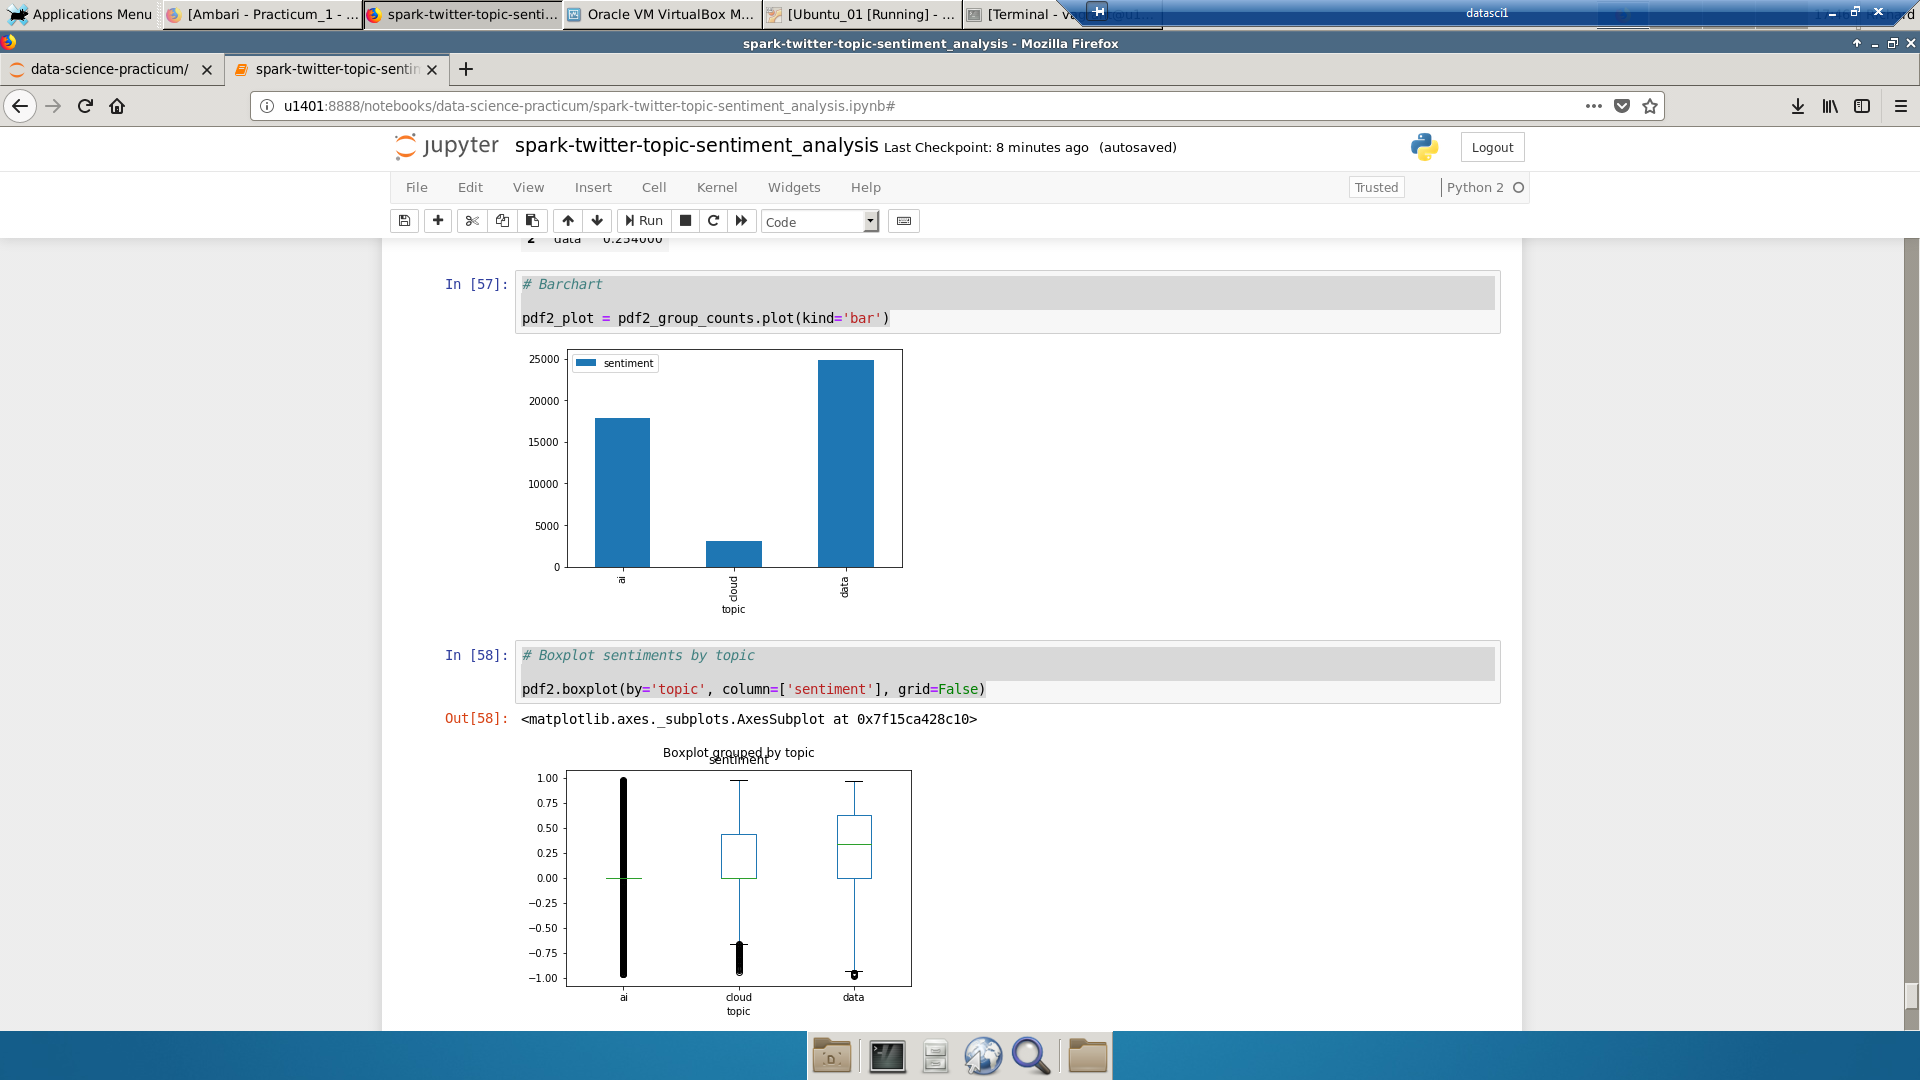 Applications Menu
[Ambari - Practicum_1 - ...
spark-twitter-topic-senti...
Oracle VM VirtualBox M...
[Ubuntu_01 [Running] - ...
[Terminal -
datasci1
spark-twitter-topic-sentiment_analysis - Mozilla Firefox
data-science-practicum/
spark-twitter-topic-sentin
u1401:8888/notebooks/data-science-practicum/spark-twitter-topic-sentiment_analysis.ipynb#
jupyter spark-twitter-topic-sentiment_analysis Last Checkpoint: 8 minutes ago (autosaved)
Logout
File Edit View Insert Cell Kernel Widgets Help
Trusted
Python 2
Run
Code
2 data 0.254000
In [57]: # Barchart
pdf2_plot = pdf2_group_counts.plot(kind='bar')
sentiment
25000
20000
15000
10000
5000
0
ai
cloud
data
topic
In [58]: # Boxplot sentiments by topic
pdf2.boxplot(by='topic', column=['sentiment'], grid=False)
Out[58]: <matplotlib.axes._subplots.AxesSubplot at 0x7f15ca428c10>
Boxplot grouped by topic
sentiment
1.00
0.75
0.50
0.25
0.00
−0.25
−0.50
−0.75
−1.00
ai
cloud
data
topic